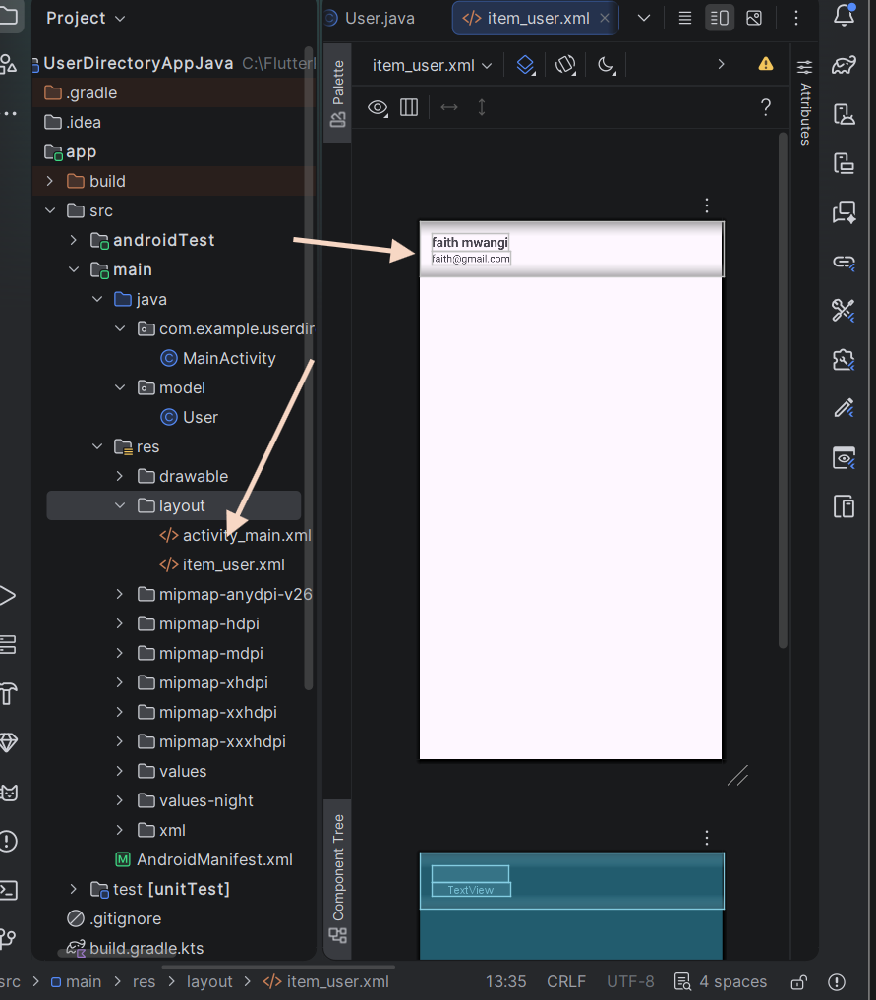 Project
User.java
item_user.xml
UserDirectoryAppJava C:\Flutter
.gradle
.idea
app
build
src
androidTest
main
java
com.example.userdir
MainActivity
model
User
res
drawable
layout
activity_main.xml
item_user.xml
mipmap-anydpi-v26
mipmap-hdpi
mipmap-mdpi
mipmap-xhdpi
mipmap-xxhdpi
mipmap-xxxhdpi
values
values-night
xml
AndroidManifest.xml
test [unitTest]
.gitignore
build.gradle.kts
Palette
item_user.xml
?
Attributes
faith mwangi
faith@gmail.com
Component Tree
TextView
src > main > res > layout > item_user.xml
13:35 CRLF UTF-8 4 spaces